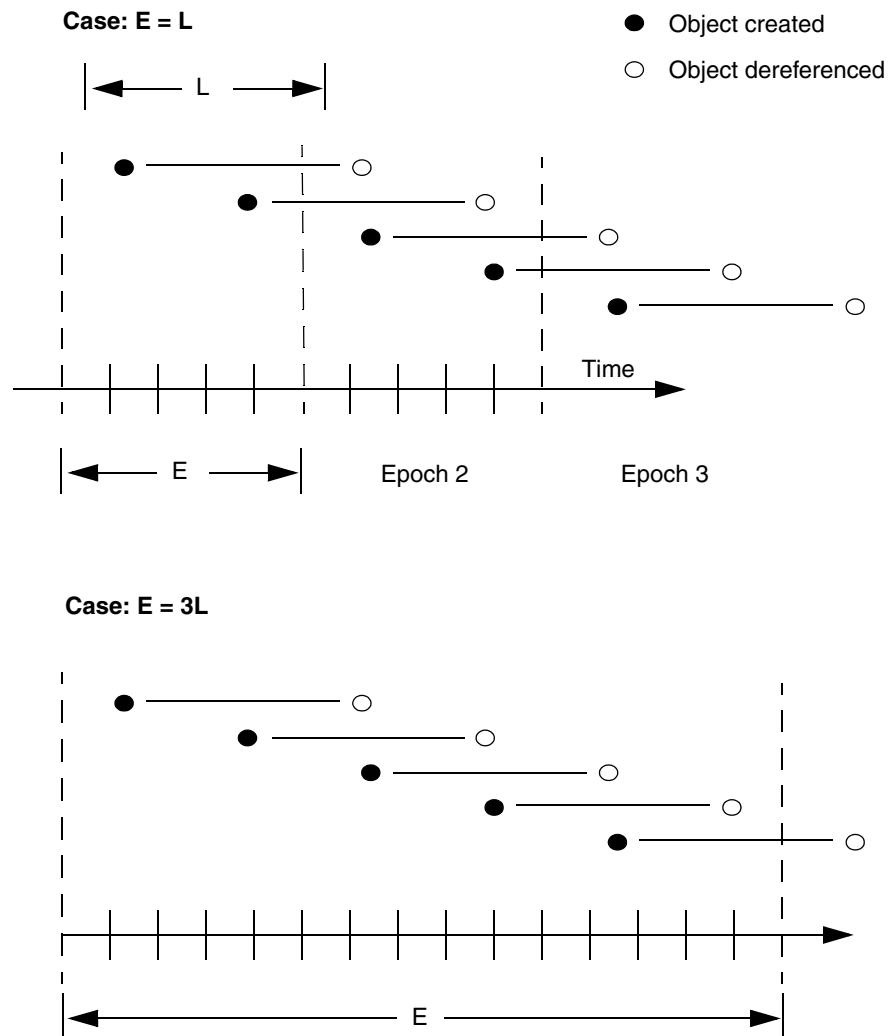 Case: E = L
Object created
Object dereferenced
L
Time
E
Epoch 2
Epoch 3
Case: E = 3L
E